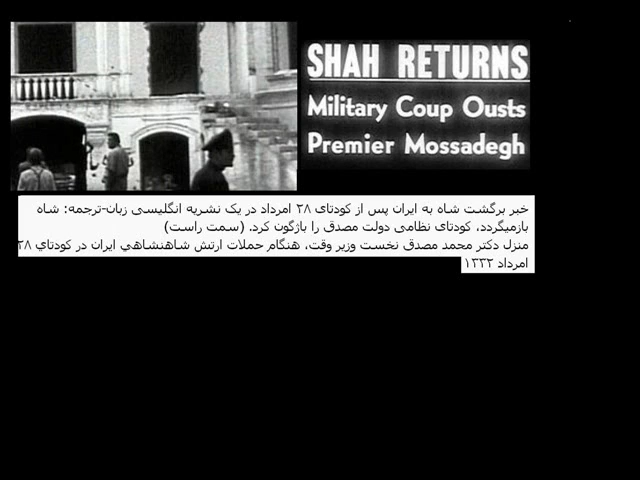 SHAH RETURNS
Military Coup Ousts
Premier Mossadegh
خبر برگشت شاه به ایران پس از کودتای ۲۸ امرداد در یک نشریه انگلیسی زبان-ترجمه: شاه
بازمیگردد، کودتای نظامی دولت مصدق را باژگون کرد. (سمت راست)
منزل دکتر محمد مصدق نخست وزیر وقت، هنگام حملات ارتش شاهنشاهي ایران در کودتاي ۲۸
امرداد ۱۳۳۲